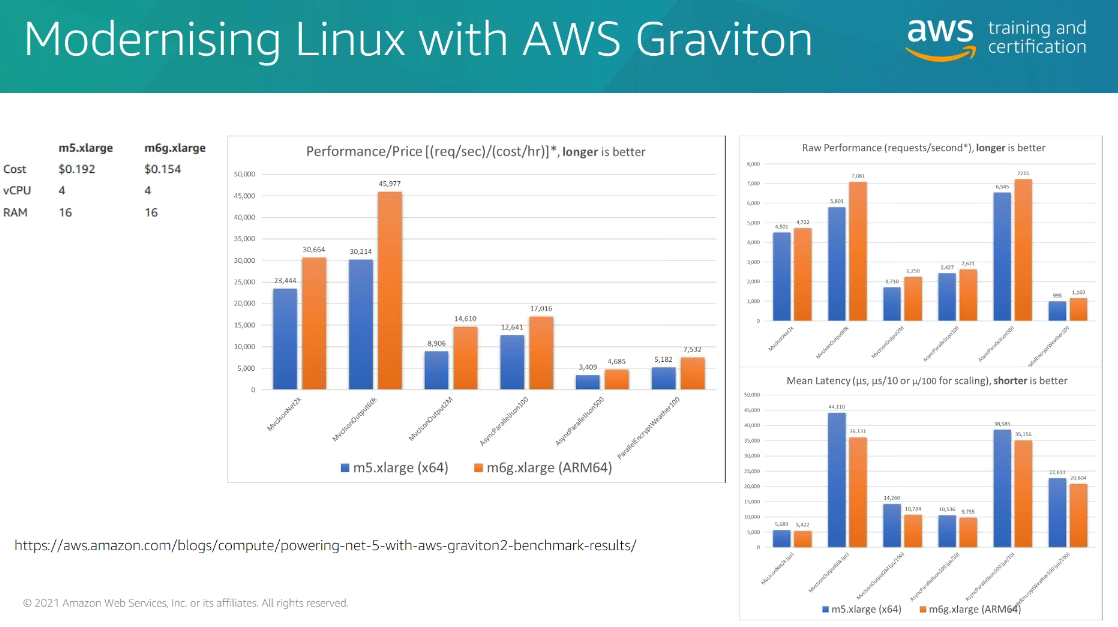 Modernising Linux with AWS Graviton
aws training and certification
m5.xlarge m6g.xlarge
Cost $0.192 $0.154
vCPU 4 4
RAM 16 16
Performance/Price [(req/sec)/(cost/hr)]*, longer is better
50,000
45,000
40,000
35,000
30,000
25,000
20,000
15,000
10,000
5,000
0
23,444 30,664
30,214 45,977
8,906 14,610
12,641 17,016
3,409 4,685
5,182 7,532
MvcJsonNet2k
MvcJsonOutput60k
MvcJsonOutput2M
AsyncParallelJson100
AsyncParallelJson500
ParallelEncryptWeather100
m5.xlarge (x64) m6g.xlarge (ARM64)
Raw Performance (requests/second*), longer is better
8,000
7,000
6,000
5,000
4,000
3,000
2,000
1,000
0
4,501 4,722
5,801 7,081
1,710 2,250
2,427 2,621
6,545 7215
995 1,160
MvcJsonNet2k
MvcJsonOutput60k
MvcJsonOutput2M
AsyncParallelJson100
AsyncParallelJson500
Mean Latency (µs, µs/10 or µ/100 for scaling), shorter is better
50,000
45,000
40,000
35,000
30,000
25,000
20,000
15,000
10,000
5,000
0
5,422
44,110 36,131
14,260 10,734
10,536 9,755
38,585 35,156
20,804
MvcJsonNet2k (µs)
MvcJsonOutput60k (µs)
MvcJsonOutput2M (µs/100)
AsyncParallelJson100 (µs/10)
AsyncParallelJson500 (µs/10)
m5.xlarge (x64) m6g.xlarge (ARM64)
https://aws.amazon.com/blogs/compute/powering-net-5-with-aws-graviton2-benchmark-results/
© 2021 Amazon Web Services, Inc. or its affiliates. All rights reserved.